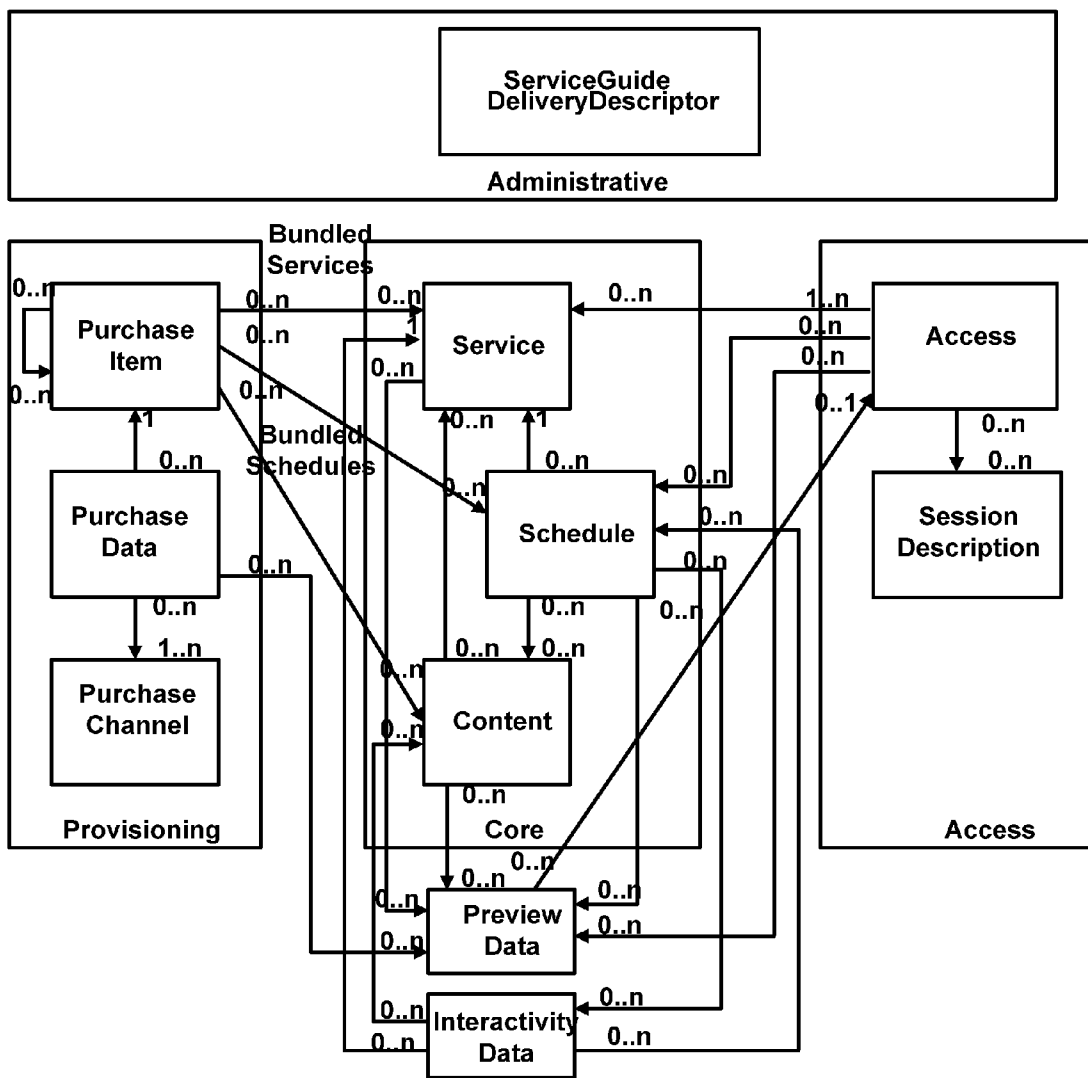 ServiceGuide
DeliveryDescriptor
Administrative
Bundled
Services
0..n
0..n
0..n
0..n
1..n
Purchase
Item
0..n
1
Service
0..n
Access
0..n
0..n
0..n
0..n
0..n
0..1
1
0..n
1
0..n
Bundled
Schedules
0..n
0..n
0..n
0..n
0..n
0..n
Purchase
Data
Schedule
0..n
Session
Description
0..n
0..n
0..n
0..n
0..n
1..n
0..n
0..n
0..n
Purchase
Channel
Content
0..n
0..n
Provisioning
Core
Access
0..n
0..n
0..n
0..n
Preview
Data
0..n
0..n
0..n
0..n
0..n
Interactivity
Data
0..n
0..n